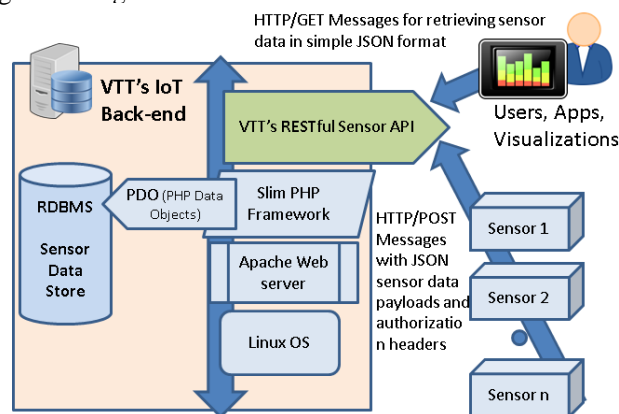 HTTP/GET Messages for retrieving sensor
data in simple JSON format
VTT's IoT
Back-end
VTT's RESTful Sensor API
Users, Apps,
Visualizations
PDO (PHP Data
Objects)
Slim PHP
Framework
RDBMS
Sensor
Data
Store
Apache Web
server
Linux OS
HTTP/POST
Messages
with JSON
sensor data
payloads and
authorizatio
n headers
Sensor 1
Sensor 2
Sensor n